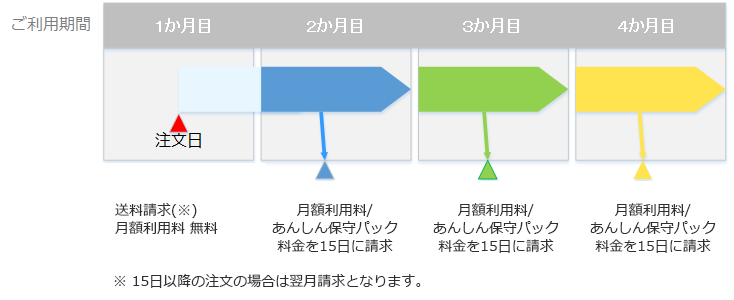 ご利用期間
1か月目
2か月目
3か月目
4か月目
注文日
送料請求(※)
月額利用料 無料
月額利用料/
あんしん保守パック
料金を15日に請求
月額利用料/
あんしん保守パック
料金を15日に請求
月額利用料/
あんしん保守パック
料金を15日に請求
※ 15日以降の注文の場合は翌月請求となります。